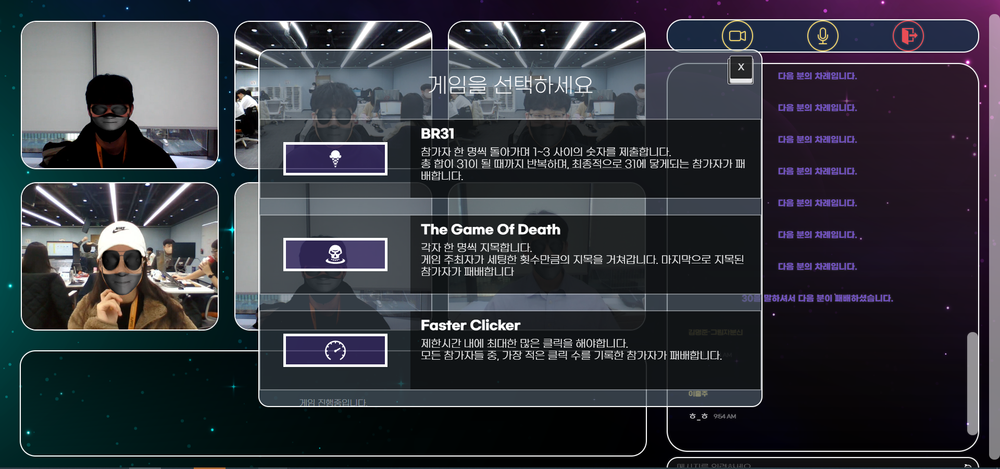 X
게임을 선택하세요
BR31
참가자 한 명씩 돌아가며 1~3 사이의 숫자를 제출합니다.
총 합이 31이 될 때까지 반복하며, 최종적으로 31에 닿게되는 참가자가 패
배합니다.
The Game Of Death
각자 한 명씩 지목합니다.
게임 주최자가 세팅한 횟수만큼의 지목을 거쳐갑니다. 마지막으로 지목된
참가자가 패배합니다
Faster Clicker
제한시간 내에 최대한 많은 클릭을 해야합니다.
모든 참가자들 중, 가장 적은 클릭 수를 기록한 참가자가 패배합니다.
게임 진행중입니다.
NIKE
다음 분의 차례입니다.
다음 분의 차례입니다.
다음 분의 차례입니다.
다음 분의 차례입니다.
다음 분의 차례입니다.
다음 분의 차례입니다.
다음 분의 차례입니다.
30을 말하셔서 다음 분이 패배하셨습니다.
AM
이홍주
ㅎ_ㅎ 9:54 AM
메시지를 입력하세요